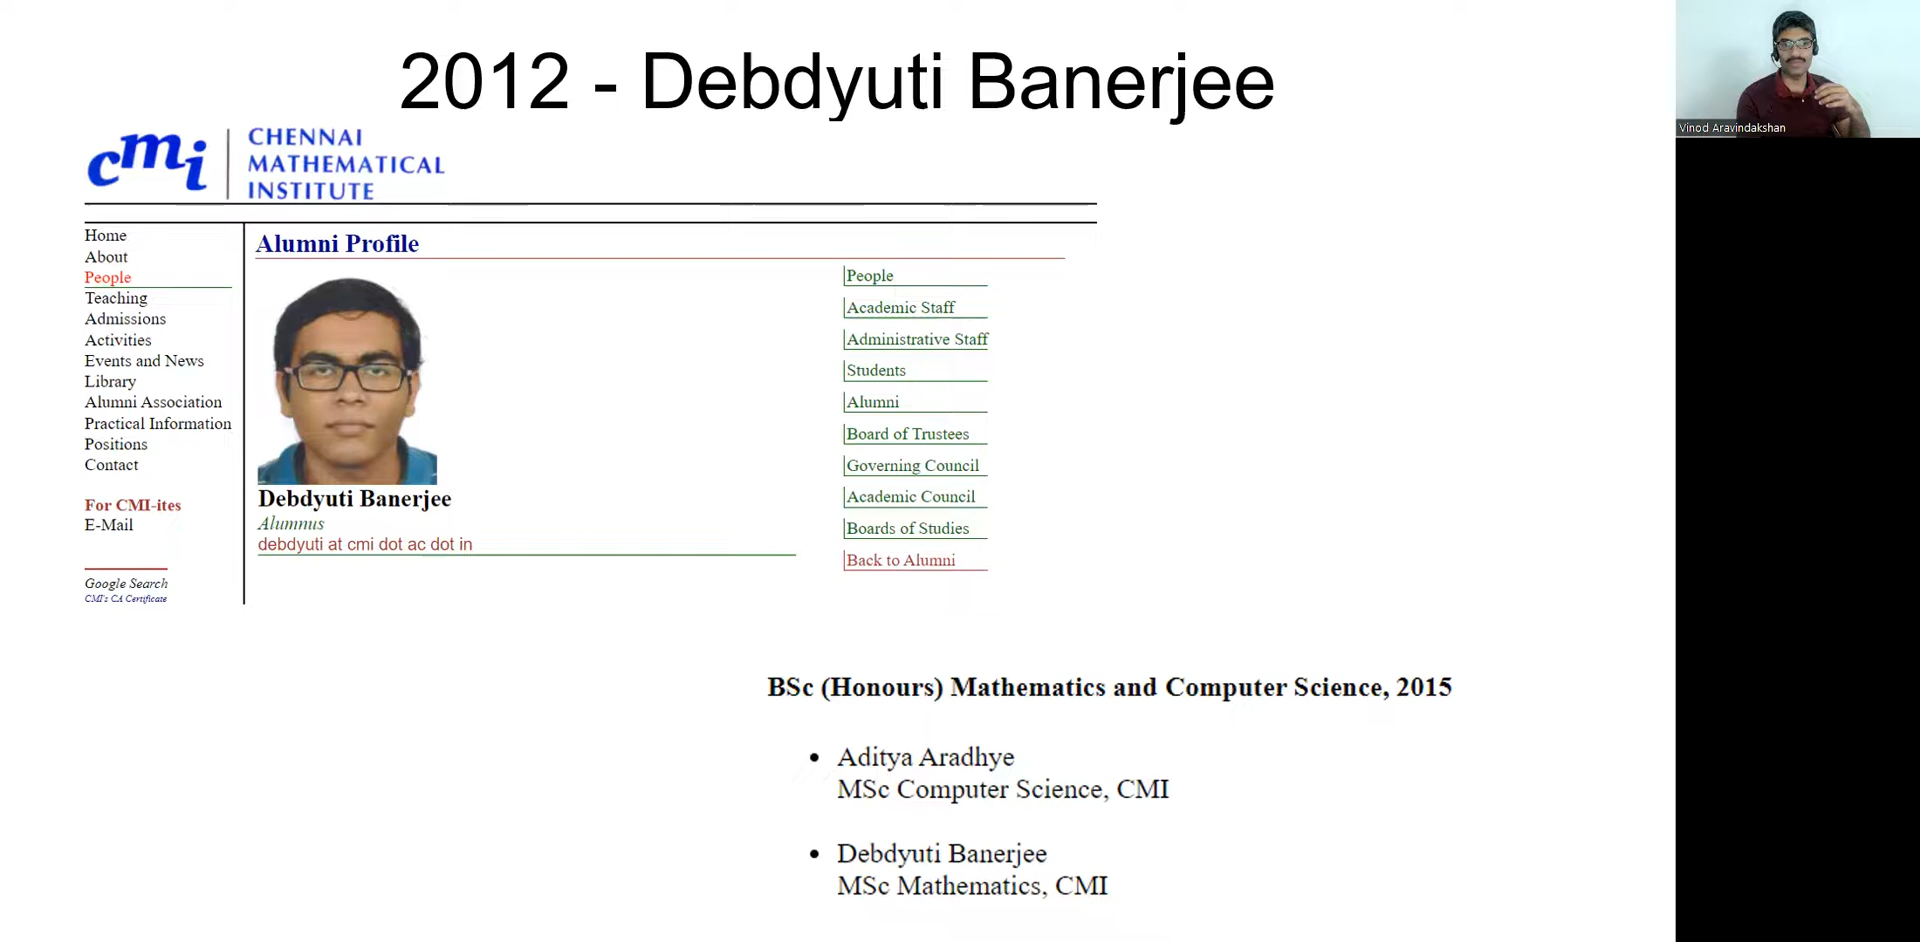 2012 - Debdyuti Banerjee
Vinod Aravindakshan
cmi
CHENNAI
MATHEMATICAL
INSTITUTE
Home
About
People
Teaching
Admissions
Activities
Events and News
Library
Alumni Association
Practical Information
Positions
Contact
For CMI-ites
E-Mail
Google Search
CMI's CA Certificate
Alumni Profile
Debdyuti Banerjee
Alumnus
debdyuti at cmi dot ac dot in
People
Academic Staff
Administrative Staff
Students
Alumni
Board of Trustees
Governing Council
Academic Council
Boards of Studies
Back to Alumni
BSc (Honours) Mathematics and Computer Science, 2015
• Aditya Aradhye
MSc Computer Science, CMI
• Debdyuti Banerjee
MSc Mathematics, CMI